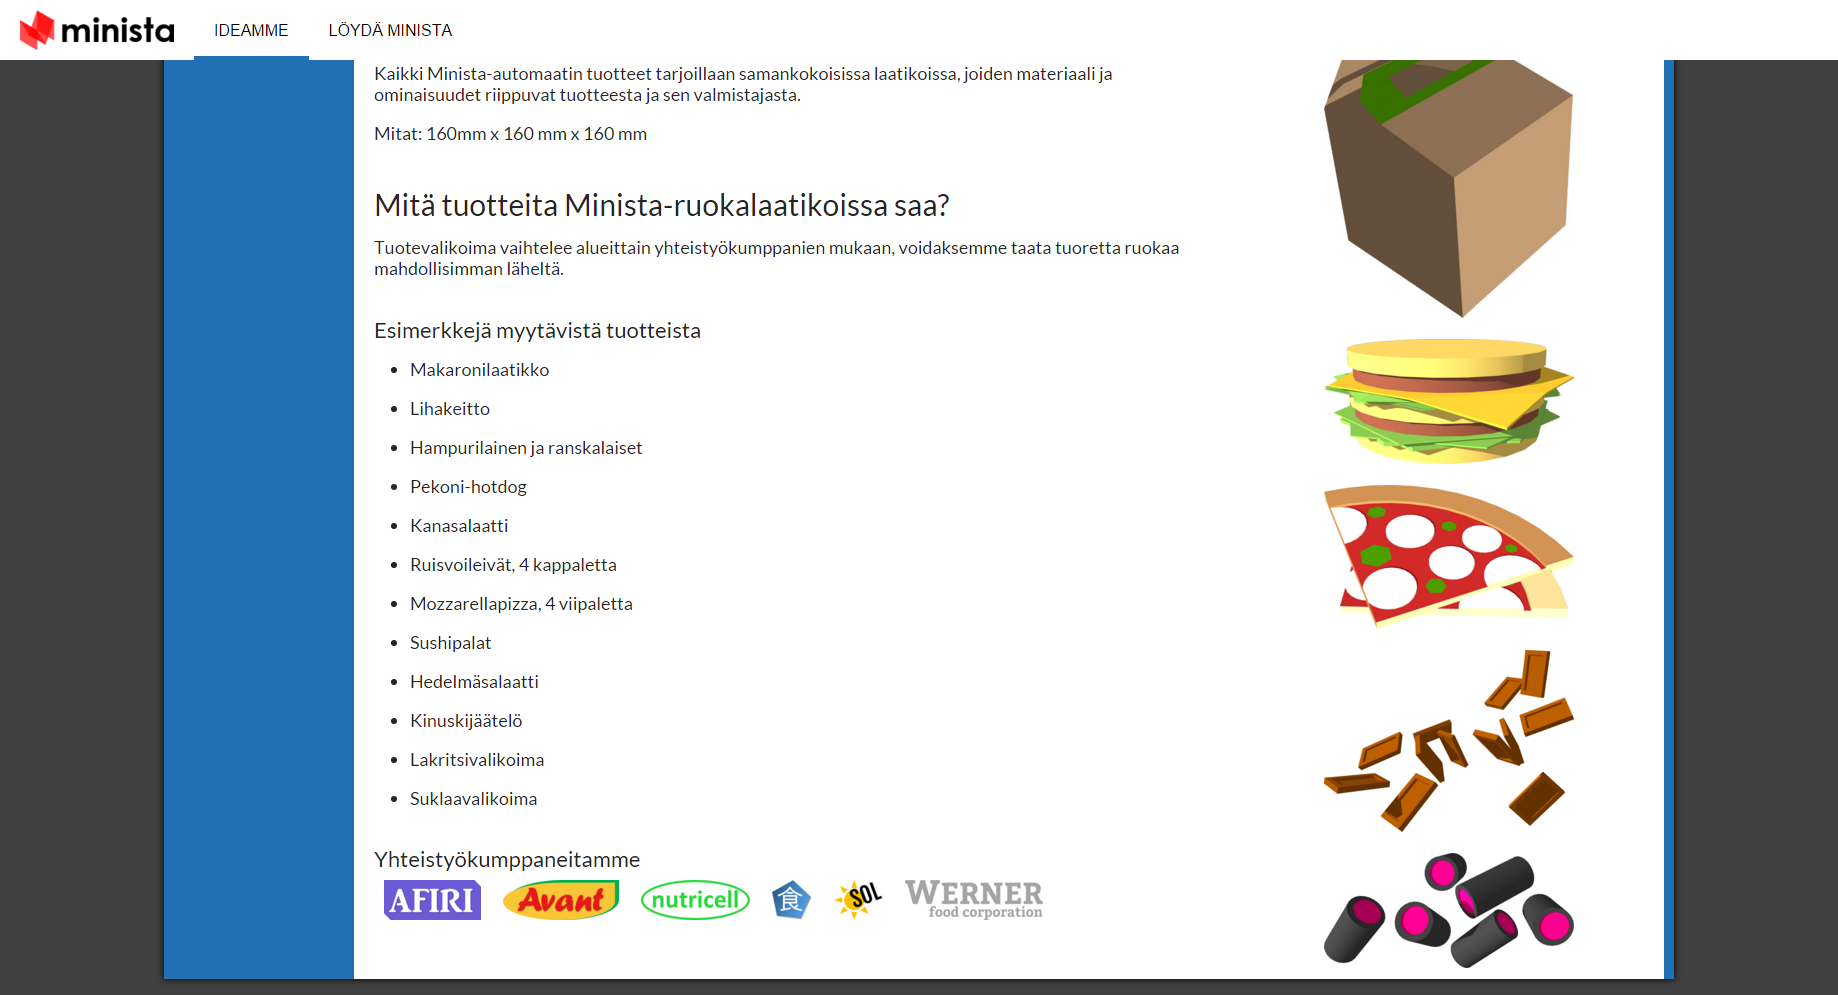 minista
IDEAMME
LÖYDÄ MINISTA
Kaikki Minista-automaatin tuotteet tarjoillaan samankokoisissa laatikoissa, joiden materiaali ja
ominaisuudet riippuvat tuotteesta ja sen valmistajasta.
Mitat: 160mm x 160 mm x 160 mm
Mitä tuotteita Minista-ruokalaatikoissa saa?
Tuotevalikoima vaihtelee alueittain yhteistyökumppanien mukaan, voidaksemme taata tuoretta ruokaa
mahdollisimman läheltä.
Esimerkkejä myytävistä tuotteista
Makaronilaatikko
Lihakeitto
Hampurilainen ja ranskalaiset
Pekoni-hotdog
Kanasalaatti
Ruisvoileivät, 4 kappaletta
Mozzarellapizza, 4 viipaletta
Sushipalat
Hedelmäsalaatti
Kinuskijäätelö
Lakritsivalikoima
Suklaavalikoima
Yhteistyökumppaneitamme
AFIRI
Avant
nutricell
食
SOL
WERNER
food corporation